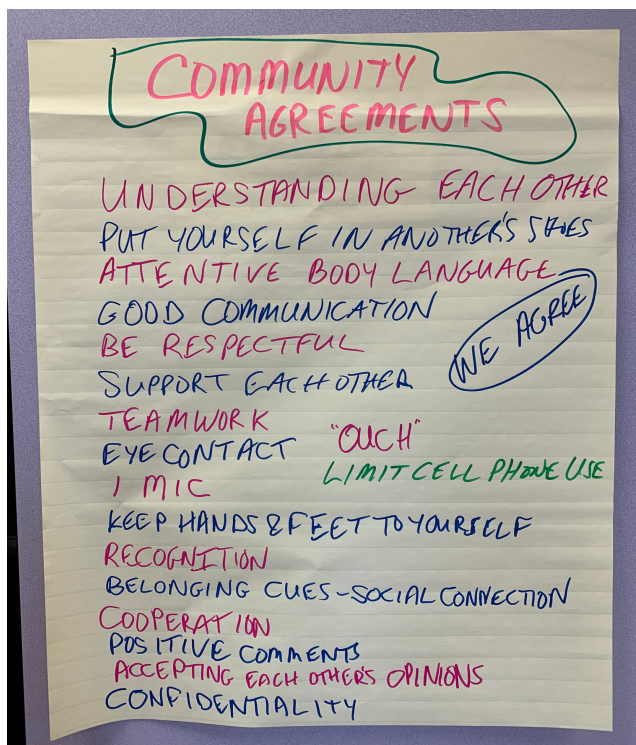 COMMUNITY
AGREEMENTS
UNDERSTANDING EACH OTHER
PUT YOURSELF IN ANOTHER'S SHOES
ATTENTIVE BODY LANGUAGE
GOOD COMMUNICATION
WE AGREE
BE RESPECTFUL
SUPPORT EACH OTHER
TEAMWORK
"OUCH"
EYE CONTACT
LIMIT CELL PHONE USE
1 MIC
KEEP HANDS & FEET TO YOURSELF
RECOGNITION
BELONGING CUES - SOCIAL CONNECTION
COOPERATION
POSITIVE COMMENTS
ACCEPTING EACH OTHER'S OPINIONS
CONFIDENTIALITY